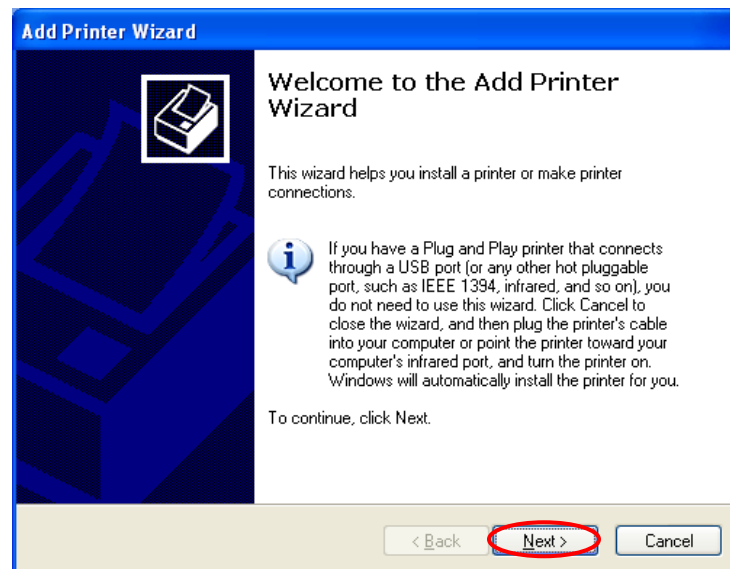 Add Printer Wizard
Welcome to the Add Printer
Wizard
This wizard helps you install a printer or make printer
connections.
If you have a Plug and Play printer that connects
through a USB port (or any other hot pluggable
port, such as IEEE 1394, infrared, and so on), you
do not need to use this wizard. Click Cancel to
close the wizard, and then plug the printer's cable
into your computer or point the printer toward your
computer's infrared port, and turn the printer on.
Windows will automatically install the printer for you.
To continue, click Next.
< Back Next > Cancel